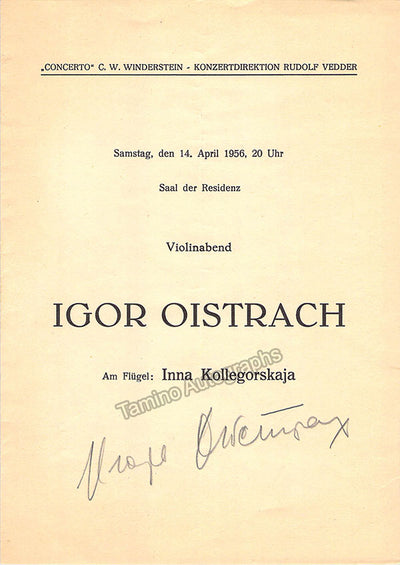 „CONCERTO“ C. W. WINDERSTEIN - KONZERTDIREKTION RUDOLF VEDDER
Samstag, den 14. April 1956, 20 Uhr
Saal der Residenz
Violinabend
IGOR OISTRACH
Am Flügel: Inna Kollegorskaja
Tamino Autographs
Игорь Ойстрах